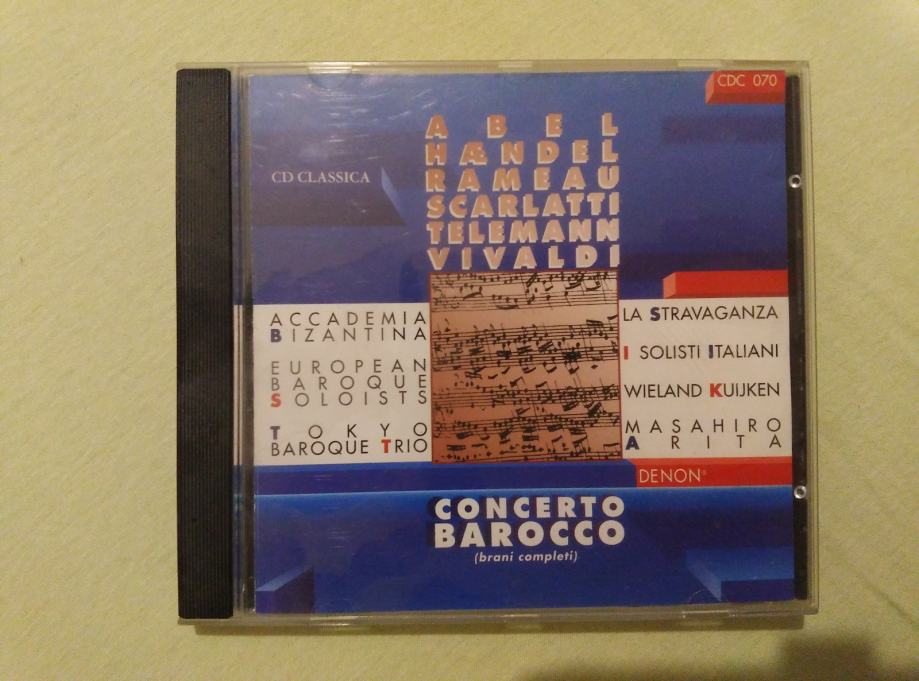 CDC 070
CD CLASSICA
ABEL
HÆNDEL
RAMEAU
SCARLATTI
TELEMANN
VIVALDI
ACCADEMIA
BIZANTINA
EUROPEAN
BAROQUE
SOLOISTS
TOKYO
BAROQUE TRIO
LA STRAVAGANZA
I SOLISTI ITALIANI
WIELAND KUIJKEN
MASAHIRO
ARITA
DENON®
CONCERTO
BAROCCO
(brani completi)